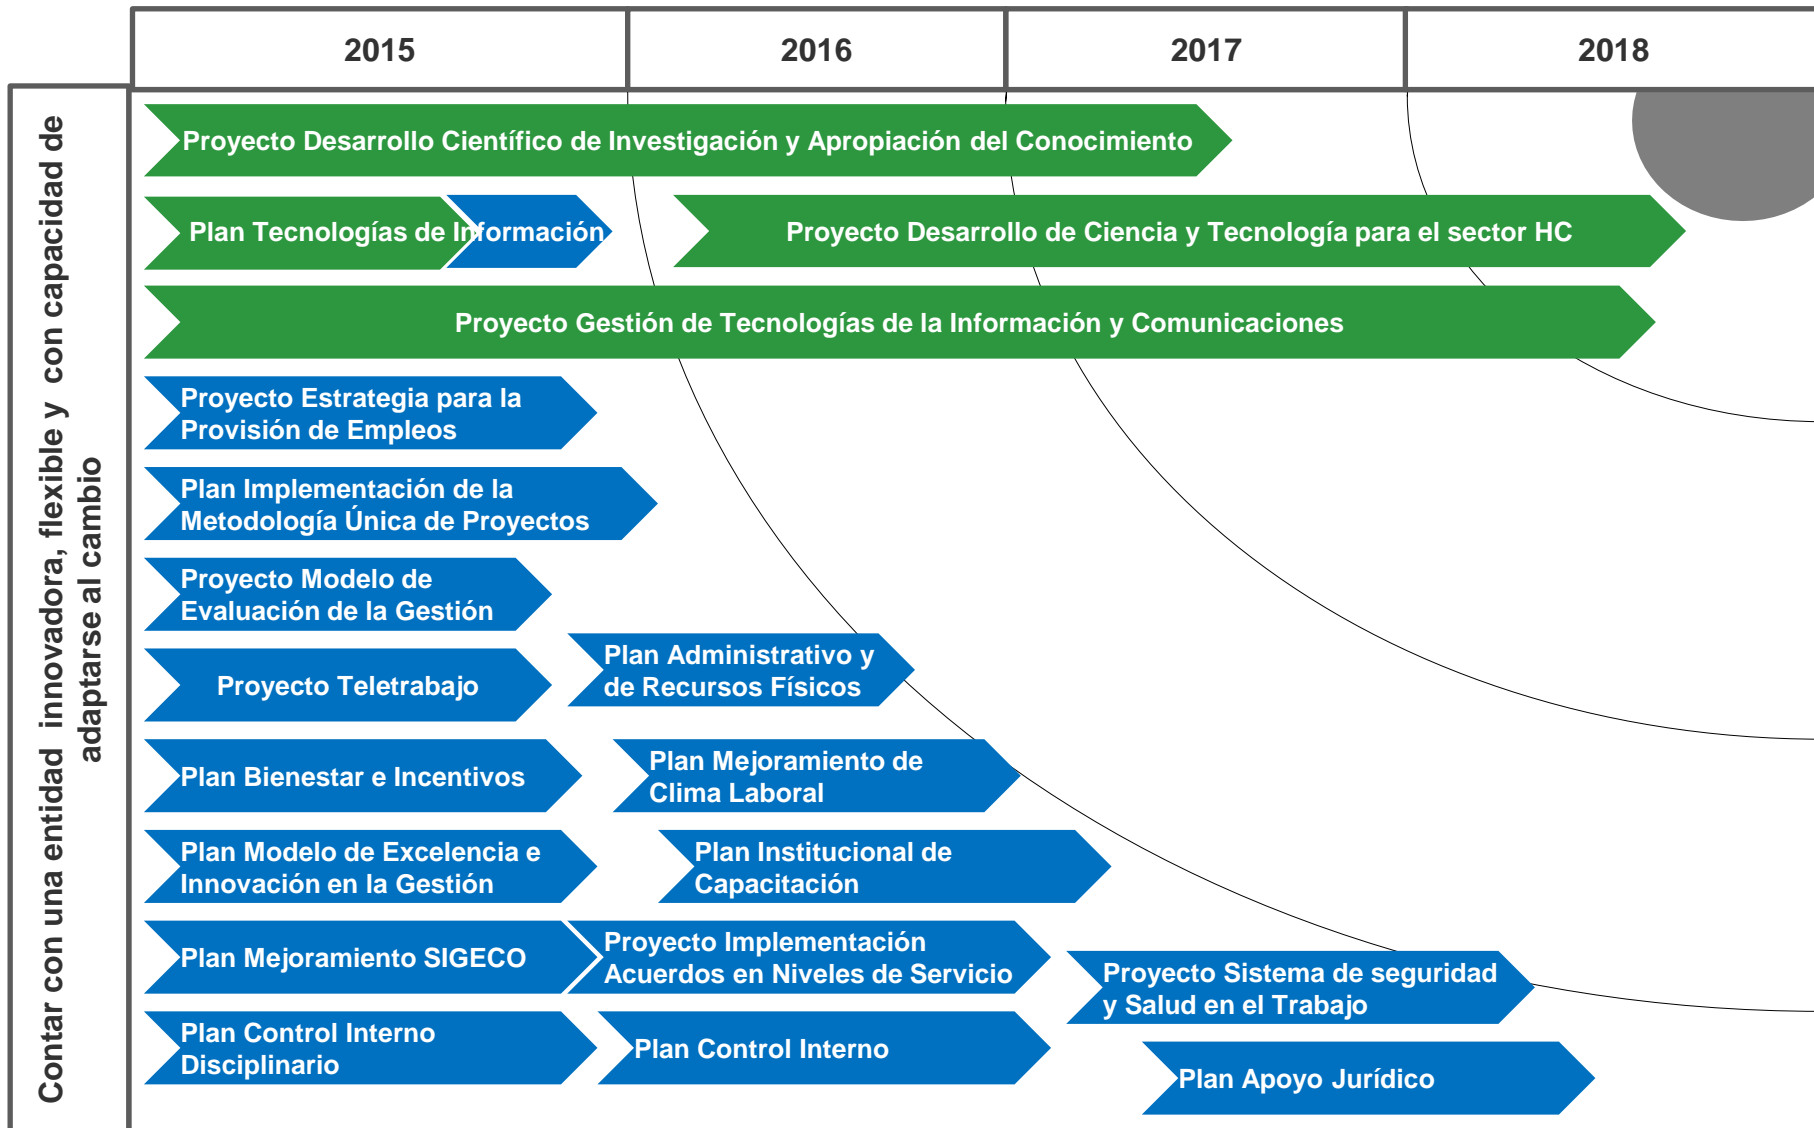 2015
2016
2017
2018
Contar con una entidad innovadora, flexible y con capacidad de
adaptarse al cambio
Proyecto Desarrollo Científico de Investigación y Apropiación del Conocimiento
Plan Tecnologías de Información
Proyecto Desarrollo de Ciencia y Tecnología para el sector HC
Proyecto Gestión de Tecnologías de la Información y Comunicaciones
Proyecto Estrategia para la
Provisión de Empleos
Plan Implementación de la
Metodología Única de Proyectos
Proyecto Modelo de
Evaluación de la Gestión
Proyecto Teletrabajo
Plan Administrativo y
de Recursos Físicos
Plan Bienestar e Incentivos
Plan Mejoramiento de
Clima Laboral
Plan Modelo de Excelencia e
Innovación en la Gestión
Plan Institucional de
Capacitación
Plan Mejoramiento SIGECO
Proyecto Implementación
Acuerdos en Niveles de Servicio
Proyecto Sistema de seguridad
y Salud en el Trabajo
Plan Control Interno
Disciplinario
Plan Control Interno
Plan Apoyo Jurídico